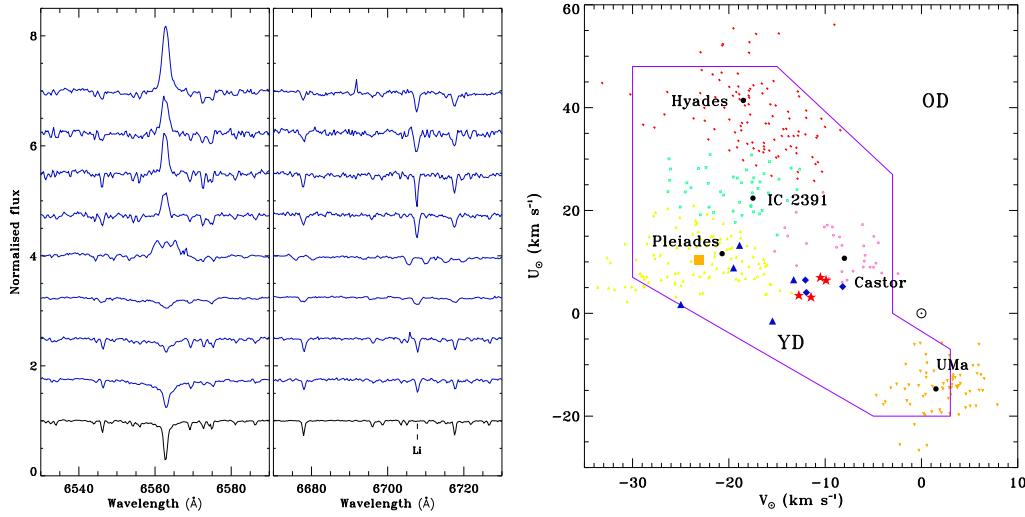 Normalised flux
8
6
4
2
0
6540
6560
6580
6680
6700
6720
Wavelength (Å)
Wavelength (Å)
Li
U⊙ (km s⁻¹)
60
40
20
0
−20
−30
−20
−10
0
10
V⊙ (km s⁻¹)
Hyades
OD
IC 2391
Pleiades
Castor
YD
UMa